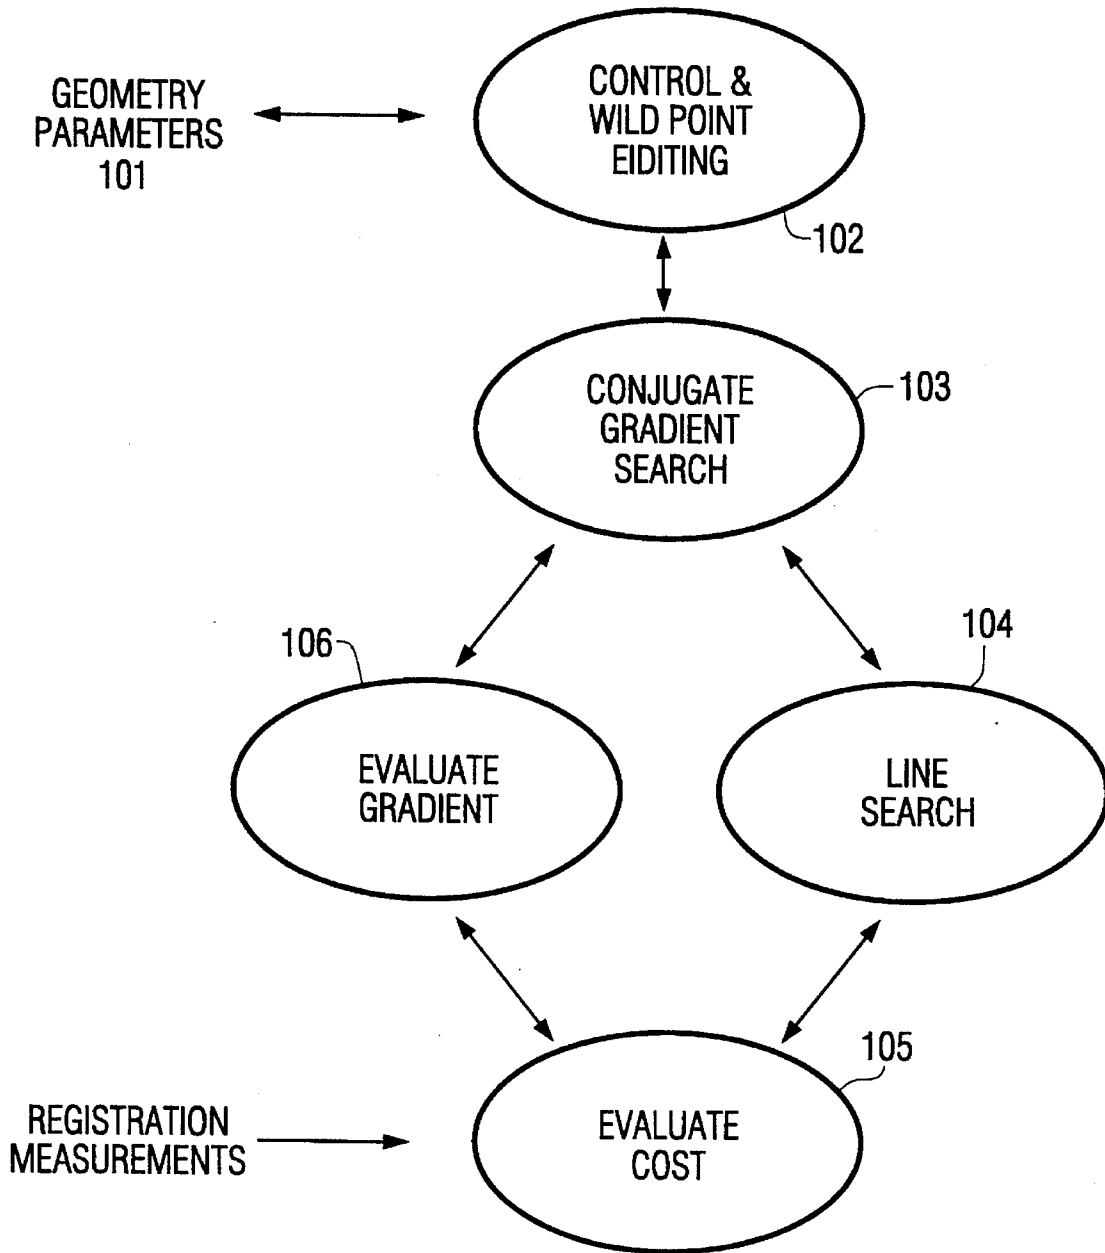 GEOMETRY
PARAMETERS
101
CONTROL &
WILD POINT
EIDITING
102
CONJUGATE
GRADIENT
SEARCH
103
106
EVALUATE
GRADIENT
104
LINE
SEARCH
REGISTRATION
MEASUREMENTS
EVALUATE
COST
105